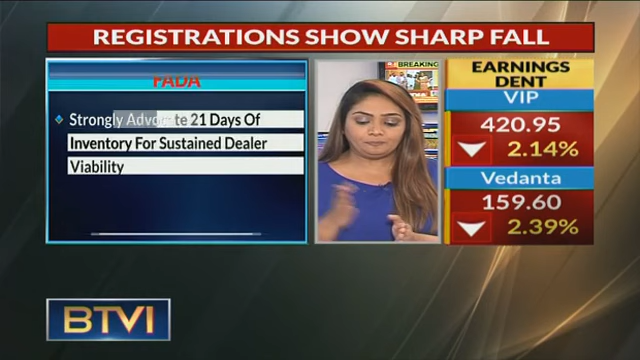 REGISTRATIONS SHOW SHARP FALL
FADA
Strongly Advocate 21 Days Of
Inventory For Sustained Dealer
Viability
BREAKING
EARNINGS
DENT
VIP
420.95
2.14%
Vedanta
159.60
2.39%
BTVI